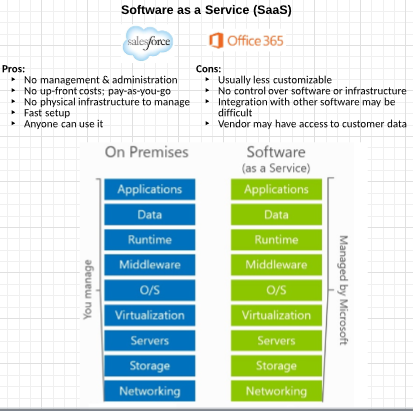 Software as a Service (SaaS)
salesforce
Office 365
Pros:
‣ No management & administration
‣ No up-front costs; pay-as-you-go
‣ No physical infrastructure to manage
‣ Fast setup
‣ Anyone can use it
Cons:
‣ Usually less customizable
‣ No control over software or infrastructure
‣ Integration with other software may be
difficult
‣ Vendor may have access to customer data
On Premises
You manage
Applications
Data
Runtime
Middleware
O/S
Virtualization
Servers
Storage
Networking
Software
(as a Service)
Applications
Data
Runtime
Middleware
O/S
Virtualization
Servers
Storage
Networking
Managed by Microsoft